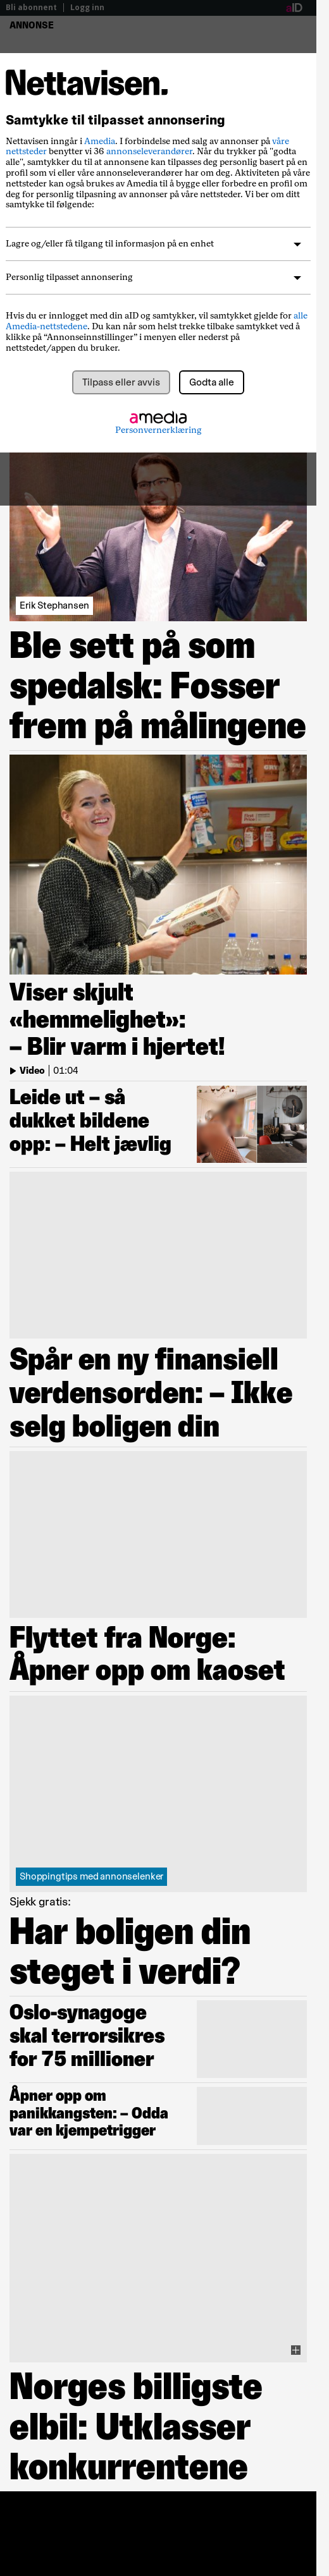 Bli abonnent | Logg inn aID
ANNONSE
Nettavisen.
Samtykke til tilpasset annonsering
Nettavisen inngår i Amedia. I forbindelse med salg av annonser på våre
nettsteder benytter vi 36 annonseleverandører. Når du trykker på "godta
alle", samtykker du til at annonsene kan tilpasses deg personlig basert på en
profil som vi eller våre annonseleverandører har om deg. Aktiviteten på våre
nettsteder kan også brukes av Amedia til å bygge eller forbedre en profil om
deg for personlig tilpasning av annonser på våre nettsteder. Vi ber om ditt
samtykke til følgende:
Lagre og/eller få tilgang til informasjon på en enhet
Personlig tilpasset annonsering
Hvis du er innlogget med din aID og samtykker, vil samtykket gjelde for alle
Amedia-nettstedene. Du kan når som helst trekke tilbake samtykket ved å
klikke på “Annonseinnstillinger” i menyen eller nederst på
nettstedet/appen du bruker.
Tilpass eller avvis Godta alle
amedia
Personvernerklæring
Erik Stephansen
Ble sett på som
spedalsk: Fosser
frem på målingene
Viser skjult
«hemmelighet»:
– Blir varm i hjertet!
Video | 01:04
Leide ut – så
dukket bildene
opp: – Helt jævlig
Spår en ny finansiell
verdensorden: – Ikke
selg boligen din
Flyttet fra Norge:
Åpner opp om kaoset
Shoppingtips med annonselenker
Sjekk gratis:
Har boligen din
steget i verdi?
Oslo-synagoge
skal terrorsikres
for 75 millioner
Åpner opp om
panikkangsten: – Odda
var en kjempetrigger
Norges billigste
elbil: Utklasser
konkurrentene